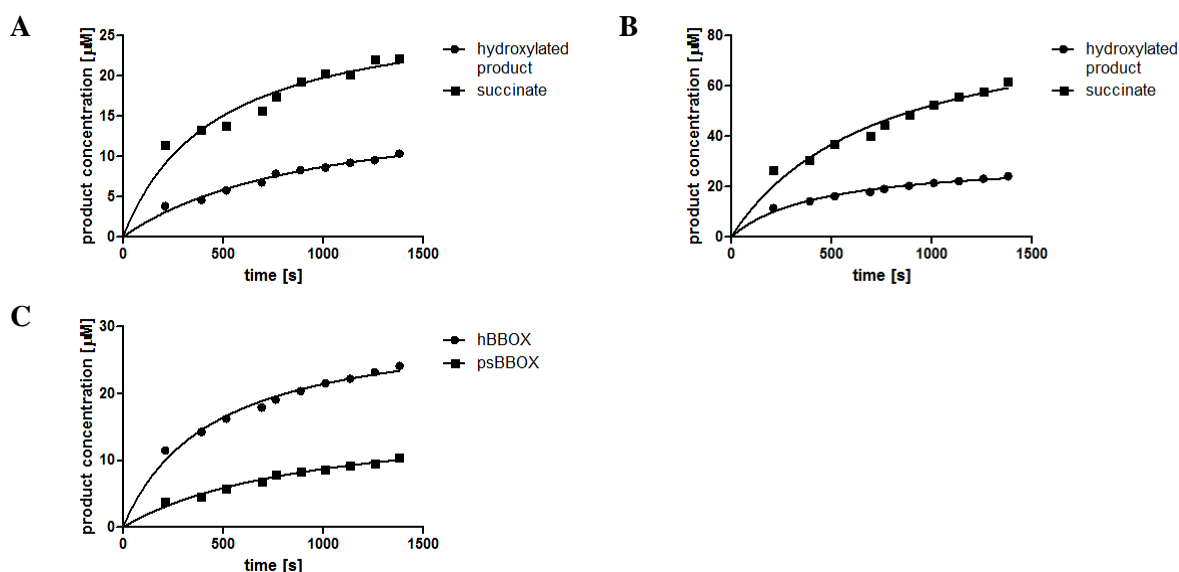 A
product concentration [µM]
25
20
15
10
5
0
0 500 1000 1500
time [s]
hydroxylated
product
succinate
B
product concentration [µM]
80
60
40
20
0
0 500 1000 1500
time [s]
hydroxylated
product
succinate
C
product concentration [µM]
30
20
10
0
0 500 1000 1500
time [s]
hBBOX
psBBOX